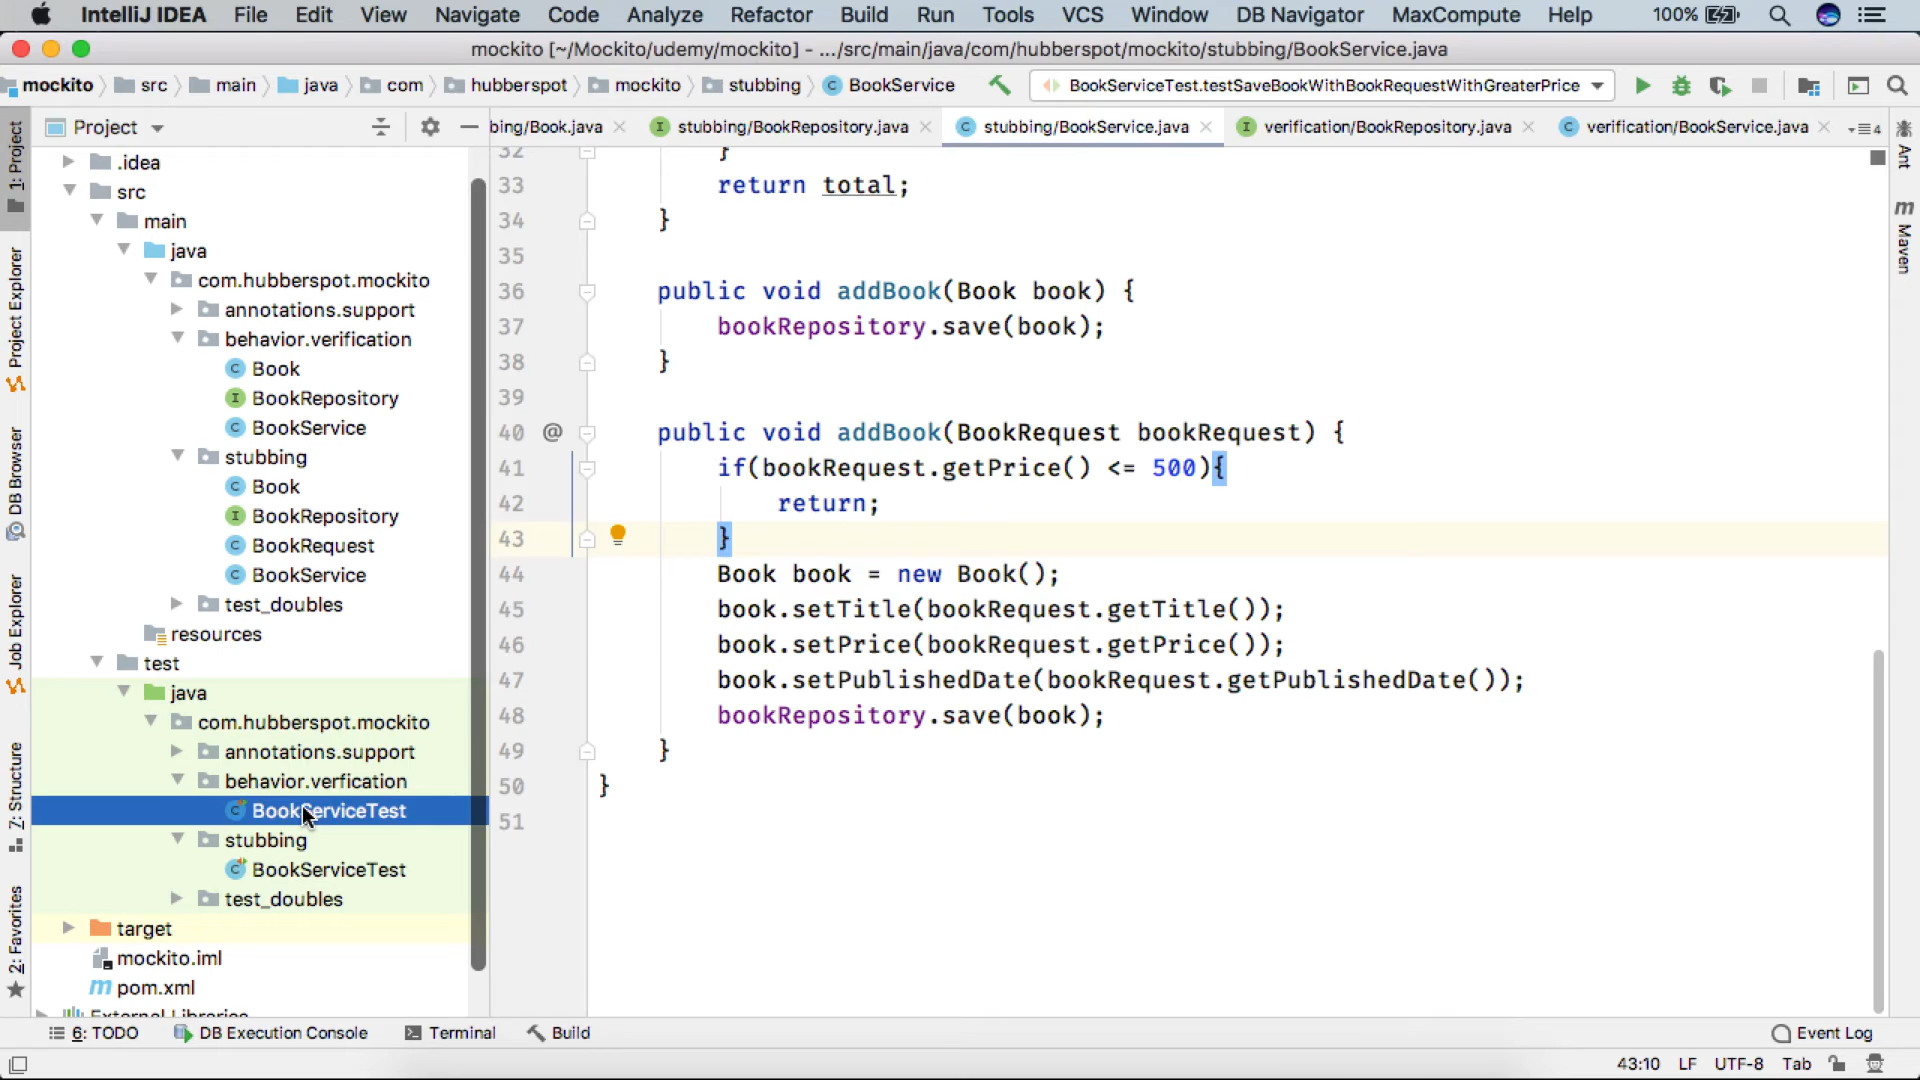 IntelliJ IDEA File Edit View Navigate Code Analyze Refactor Build Run Tools VCS Window DB Navigator MaxCompute Help 100%
mockito [~/Mockito/udemy/mockito] - .../src/main/java/com/hubberspot/mockito/stubbing/BookService.java
mockito src main java com hubberspot mockito stubbing BookService BookServiceTest.testSaveBookWithBookRequestWithGreaterPrice
Project
bing/Book.java stubbing/BookRepository.java stubbing/BookService.java verification/BookRepository.java verification/BookService.java 4
1: Project
Project Explorer
DB Browser
Job Explorer
7: Structure
2: Favorites
.idea
src
main
java
com.hubberspot.mockito
annotations.support
behavior.verification
Book
BookRepository
BookService
stubbing
Book
BookRepository
BookRequest
BookService
test_doubles
resources
test
java
com.hubberspot.mockito
annotations.support
behavior.verfication
BookServiceTest
stubbing
BookServiceTest
test_doubles
target
mockito.iml
pom.xml
External Libraries
32 }
33 return total;
34 }
35
36 public void addBook(Book book) {
37 bookRepository.save(book);
38 }
39
40 @ public void addBook(BookRequest bookRequest) {
41 if(bookRequest.getPrice() <= 500){
42 return;
43 }
44 Book book = new Book();
45 book.setTitle(bookRequest.getTitle());
46 book.setPrice(bookRequest.getPrice());
47 book.setPublishedDate(bookRequest.getPublishedDate());
48 bookRepository.save(book);
49 }
50 }
51
Ant
Maven
6: TODO DB Execution Console Terminal Build Event Log
43:10 LF UTF-8 Tab